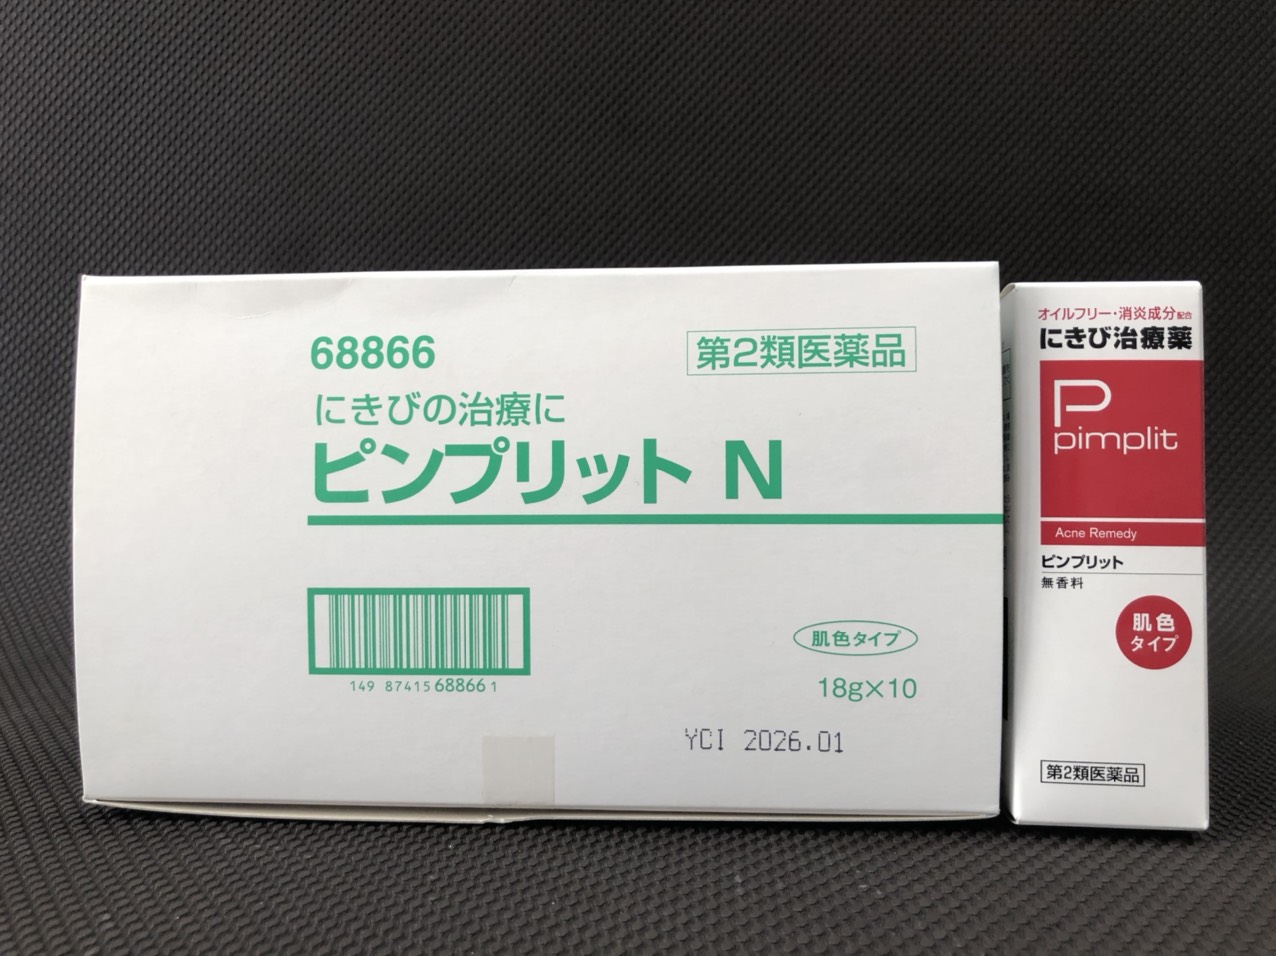 68866
第2類医薬品
にきびの治療に
ピンプリット N
149 87415 68866 1
肌色タイプ
18g×10
YCI 2026.01
オイルフリー・消炎成分配合
にきび治療薬
P
pimplit
Acne Remedy
ピンプリット
無香料
肌色
タイプ
第2類医薬品